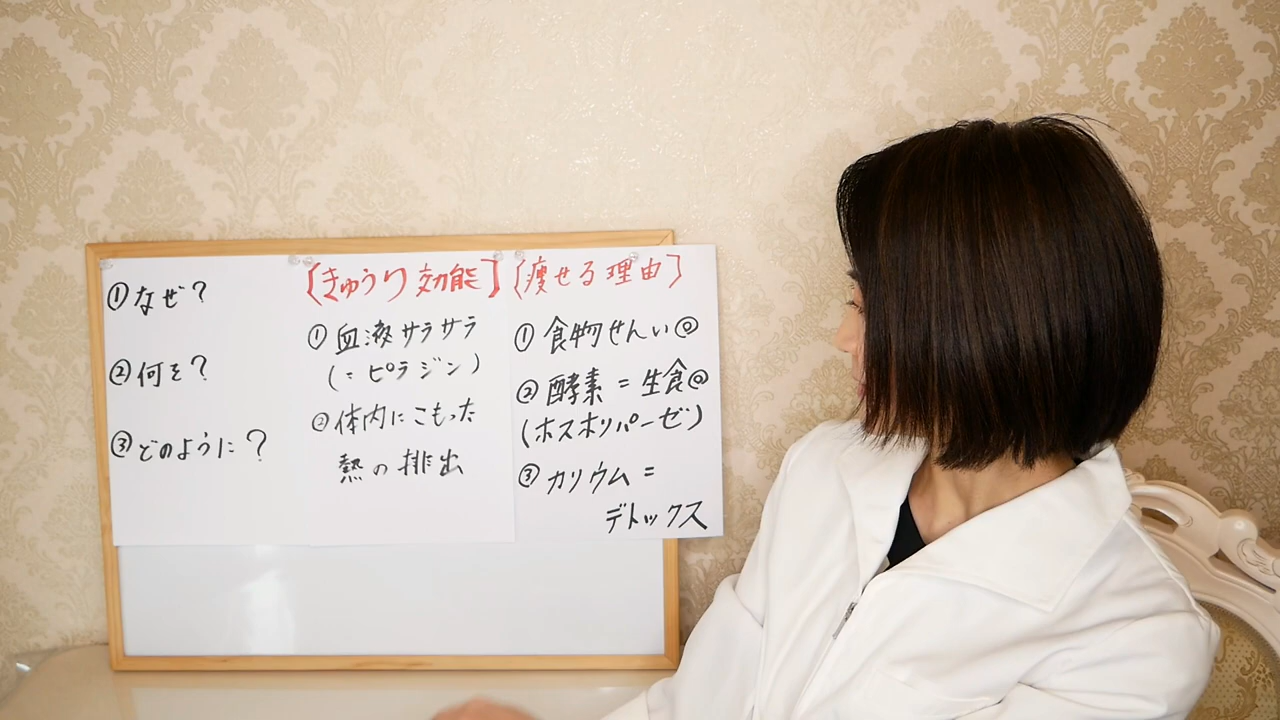 ①なぜ?
②何を?
③どのように?
[きゅうり効能]
①血液サラサラ
(=ピラジン)
②体内にこもった
熱の排出
[痩せる理由]
①食物せんい@
②酵素=生食@
(ホスホリパーゼ)
③カリウム=
デトックス